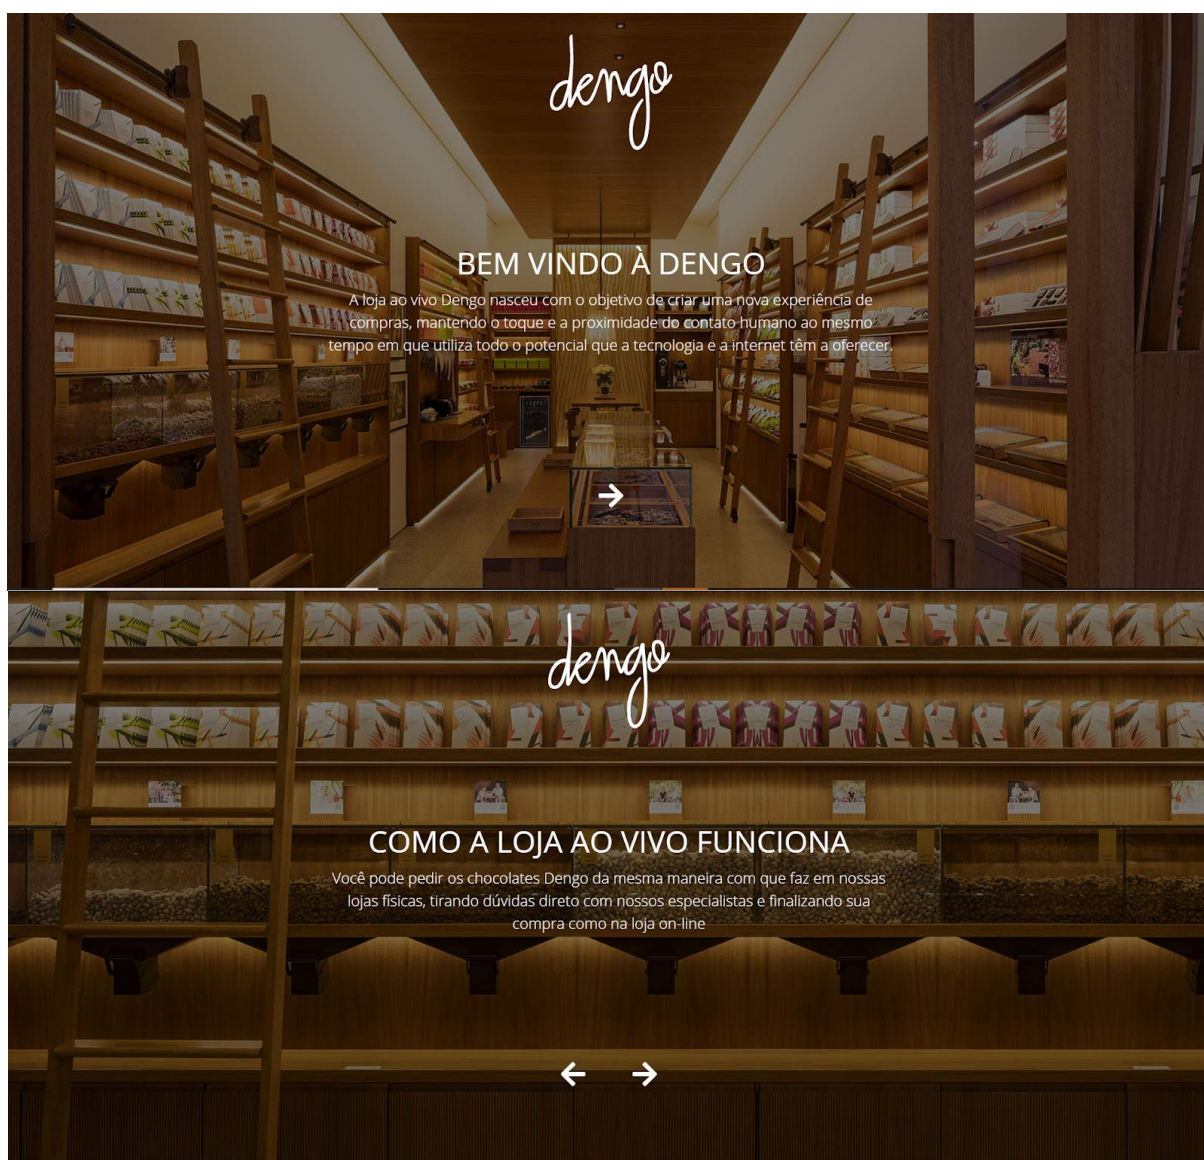 dengo
BEM VINDO À DENGO
A loja ao vivo Dengo nasceu com o objetivo de criar uma nova experiência de
compras, mantendo o toque e a proximidade do contato humano ao mesmo
tempo em que utiliza todo o potencial que a tecnologia e a internet têm a oferecer.
dengo
COMO A LOJA AO VIVO FUNCIONA
Você pode pedir os chocolates Dengo da mesma maneira com que faz em nossas
lojas físicas, tirando dúvidas direto com nossos especialistas e finalizando sua
compra como na loja on-line